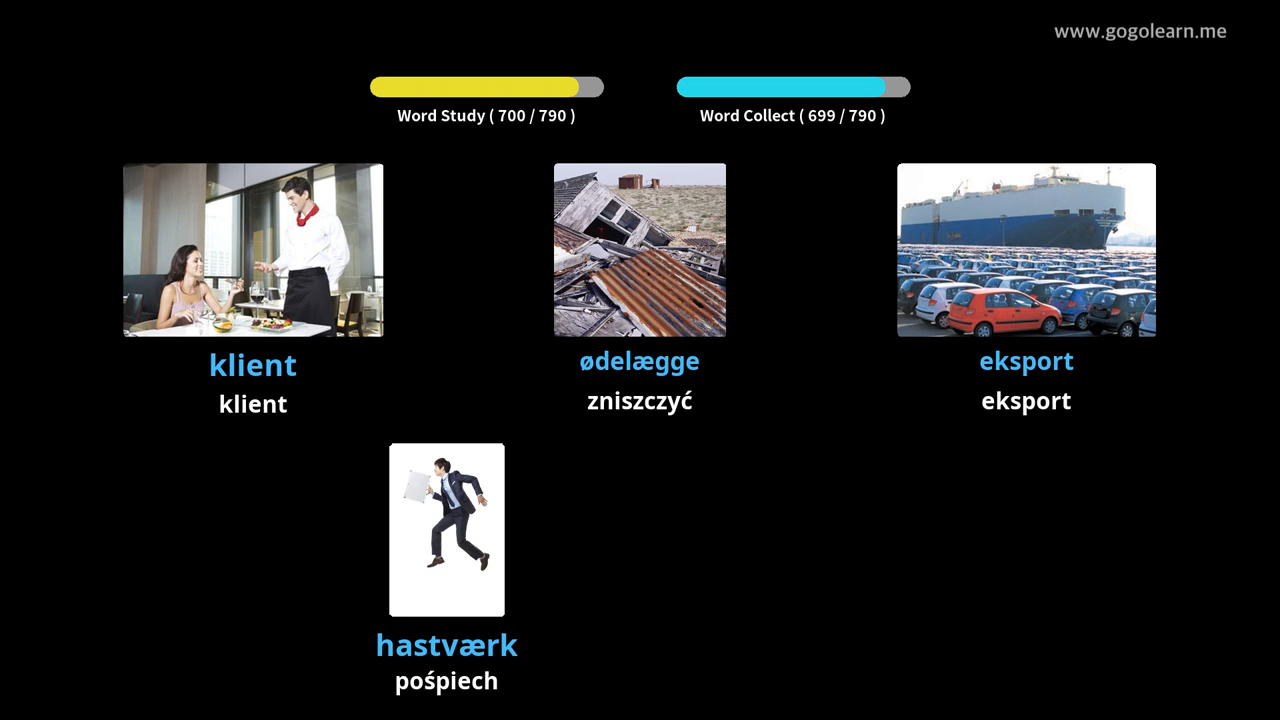 www.gogolearn.me
Word Study ( 700 / 790 )
Word Collect ( 699 / 790 )
klient
klient
ødelægge
zniszczyć
eksport
eksport
hastværk
pośpiech